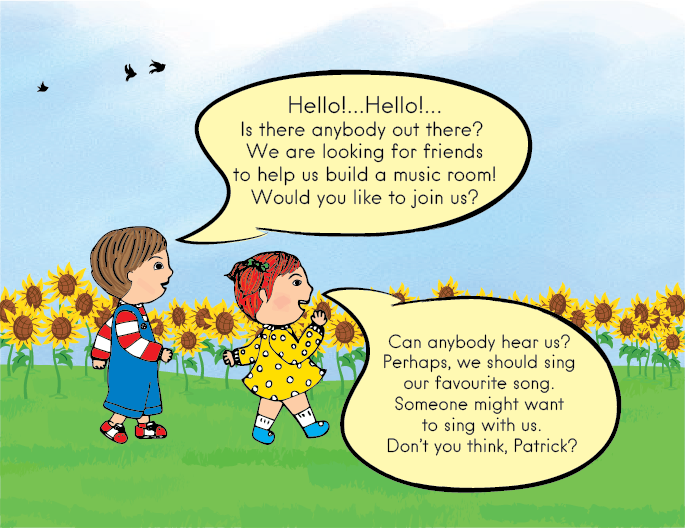 Hello!...Hello!...
Is there anybody out there?
We are looking for friends
to help us build a music room!
Would you like to join us?
Can anybody hear us?
Perhaps, we should sing
our favourite song.
Someone might want
to sing with us.
Don't you think, Patrick?